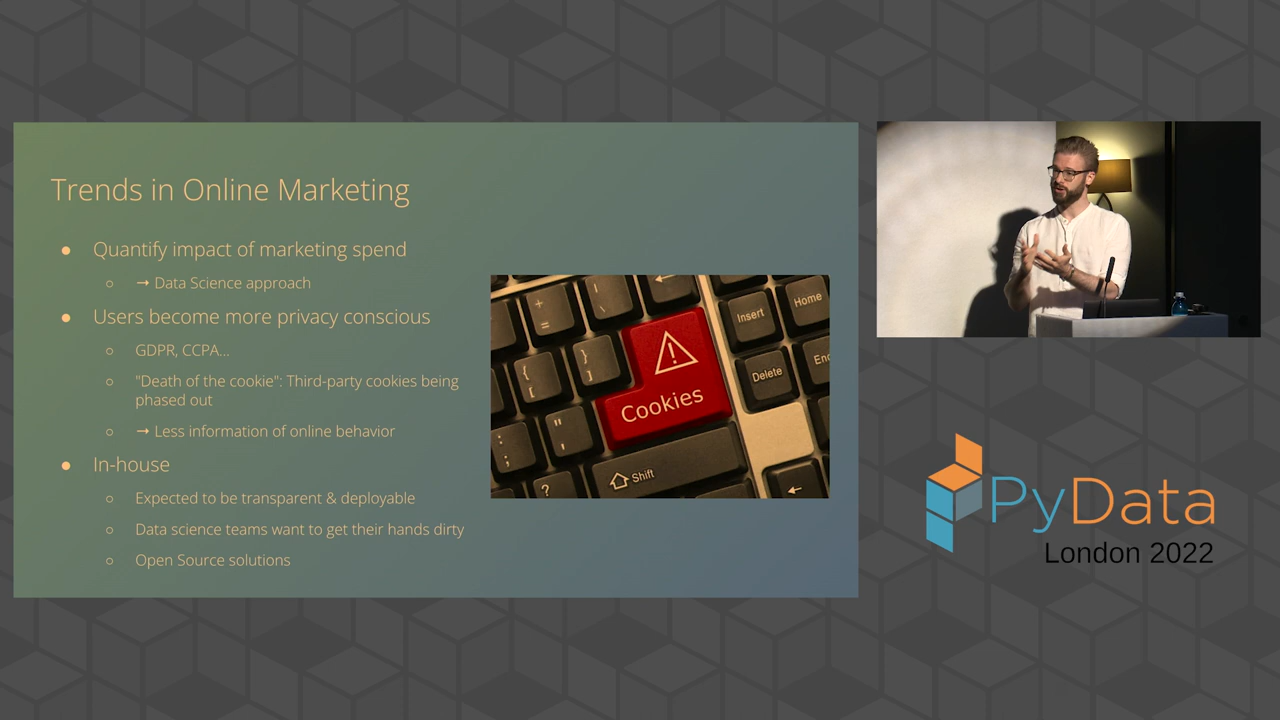 Trends in Online Marketing
● Quantify impact of marketing spend
○ → Data Science approach
● Users become more privacy conscious
○ GDPR, CCPA...
○ "Death of the cookie": Third-party cookies being
phased out
○ → Less information of online behavior
● In-house
○ Expected to be transparent & deployable
○ Data science teams want to get their hands dirty
○ Open Source solutions
+
=
|
\
←
Insert
Home
{
[
}
]
Delete
End
Cookies
:
;
"
'
?
Shift
←
PyData
London 2022